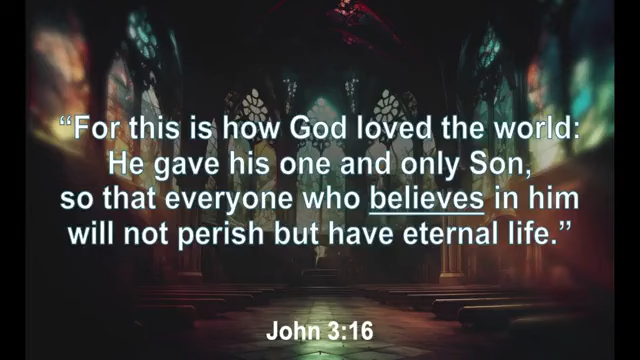 “For this is how God loved the world:
He gave his one and only Son,
so that everyone who believes in him
will not perish but have eternal life.”
John 3:16